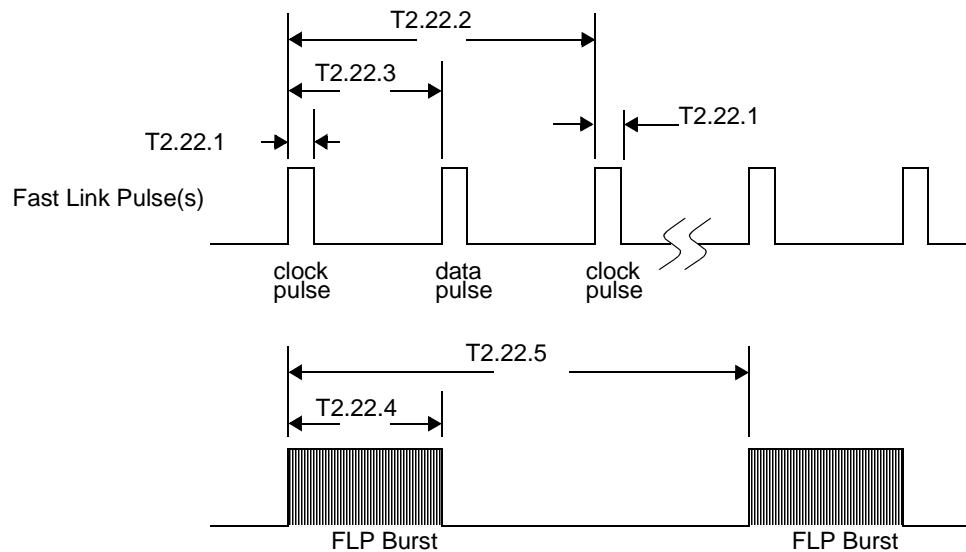 T2.22.2
T2.22.3
T2.22.1
T2.22.1
Fast Link Pulse(s)
clock
pulse
data
pulse
clock
pulse
T2.22.5
T2.22.4
FLP Burst
FLP Burst